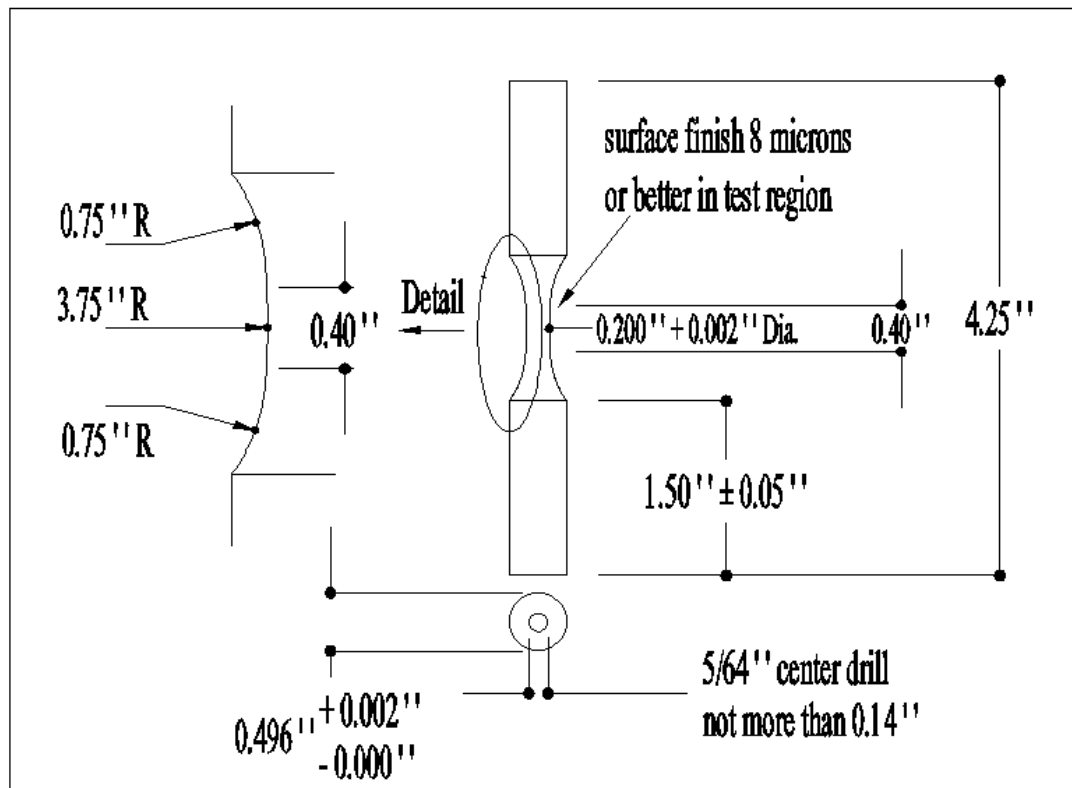 surface finish 8 microns
or better in test region
0.75'' R
3.75'' R
0.40''
Detail
0.200'' + 0.002'' Dia.
0.40''
4.25''
0.75'' R
1.50'' ± 0.05''
5/64'' center drill
not more than 0.14''
0.496'' + 0.002''
- 0.000''